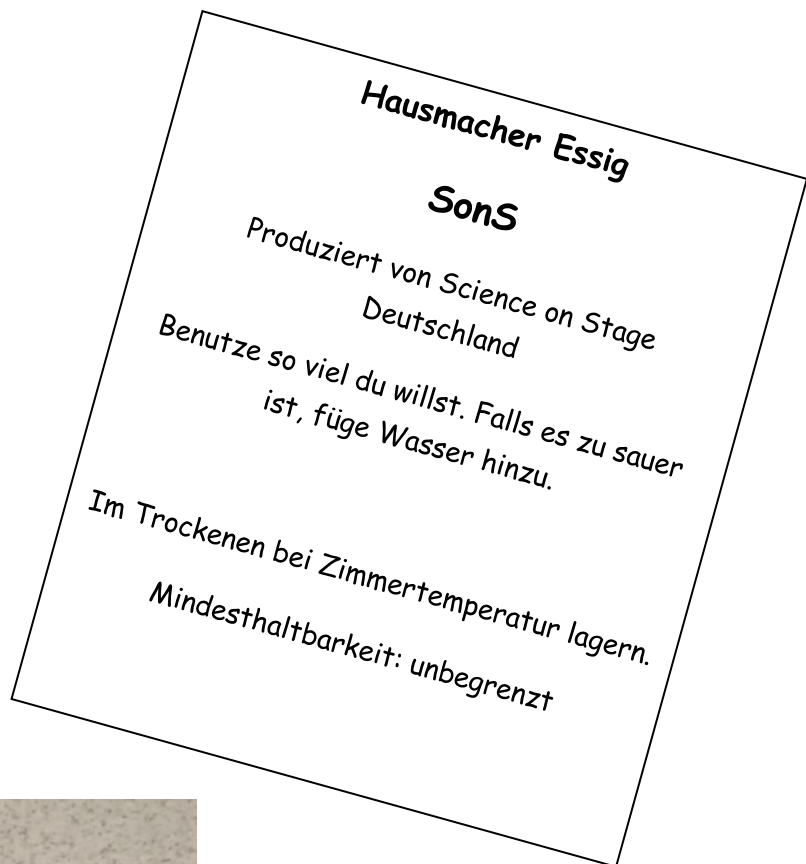 Hausmacher Essig
SonS
Produziert von Science on Stage
Deutschland
Benutze so viel du willst. Falls es zu sauer
ist, füge Wasser hinzu.
Im Trockenen bei Zimmertemperatur lagern.
Mindesthaltbarkeit: unbegrenzt